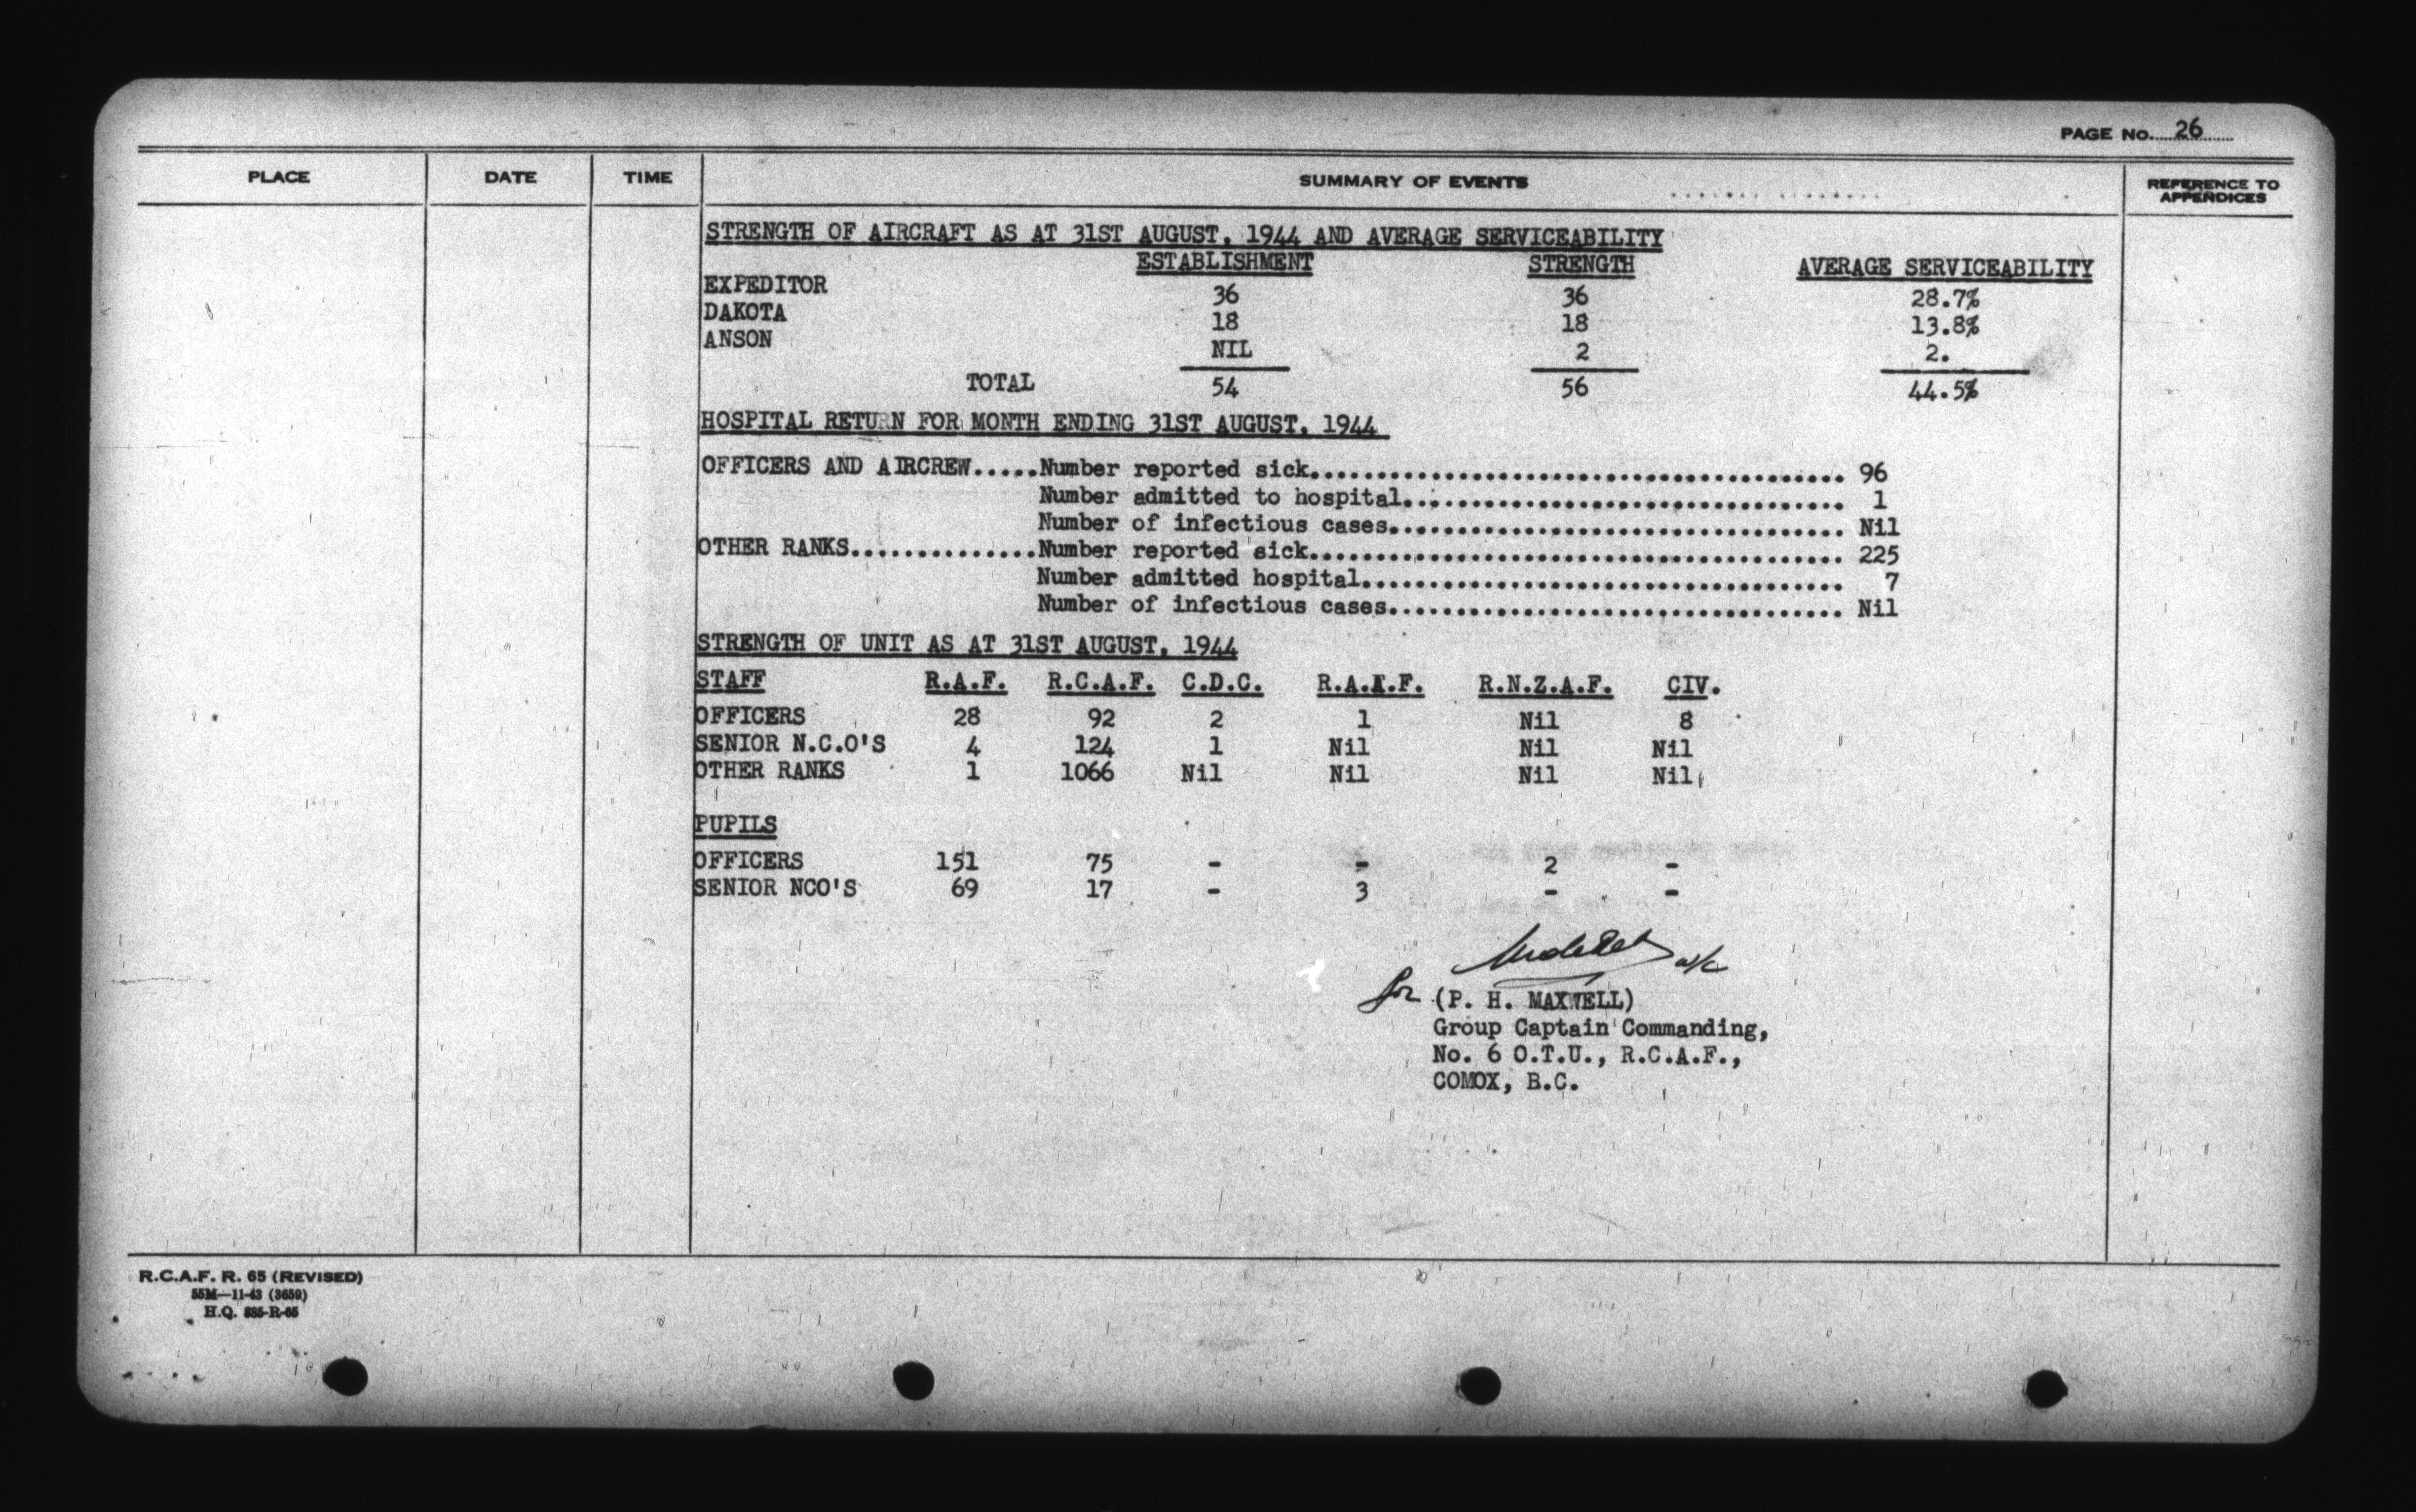 PAGE No. 26
PLACE DATE TIME SUMMARY OF EVENTS REFERENCE TO APPENDICES
STRENGTH OF AIRCRAFT AS AT 31ST AUGUST, 1944 AND AVERAGE SERVICEABILITY
ESTABLISHMENT STRENGTH AVERAGE SERVICEABILITY
EXPEDITOR 36 36 28.7%
DAKOTA 18 18 13.8%
ANSON NIL 2 2.
TOTAL 54 56 44.5%
HOSPITAL RETURN FOR MONTH ENDING 31ST AUGUST, 1944
OFFICERS AND AIRCREW.....Number reported sick........................................ 96
Number admitted to hospital................................. 1
Number of infectious cases.................................. Nil
OTHER RANKS..............Number reported sick........................................ 225
Number admitted hospital.................................... 7
Number of infectious cases.................................. Nil
STRENGTH OF UNIT AS AT 31ST AUGUST, 1944
STAFF R.A.F. R.C.A.F. C.D.C. R.A.A.F. R.N.Z.A.F. CIV.
OFFICERS 28 92 2 1 Nil 8
SENIOR N.C.O'S 4 124 1 Nil Nil Nil
OTHER RANKS 1 1066 Nil Nil Nil Nil
PUPILS
OFFICERS 151 75 - - 2 -
SENIOR NCO'S 69 17 - 3 - -
for (P. H. MAXWELL)
Group Captain Commanding,
No. 6 O.T.U., R.C.A.F.,
COMOX, B.C.
R.C.A.F. R. 65 (REVISED)
55M—11-43 (3659)
H.Q. 885-R-65